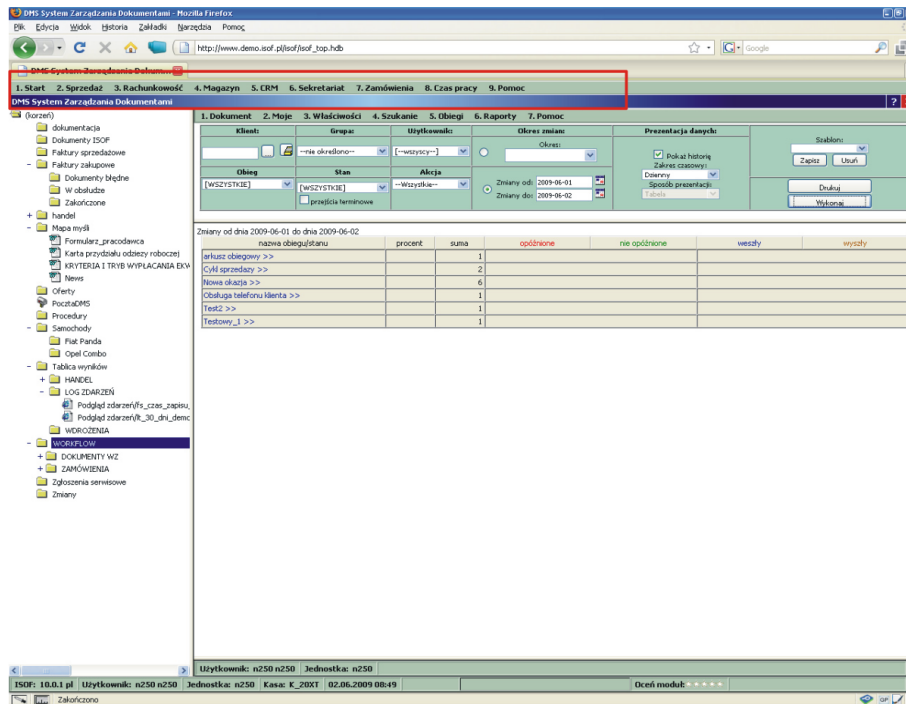 DMS System Zarządzania Dokumentami - Mozilla Firefox
Plik Edycja Widok Historia Zakładki Narzędzia Pomoc
http://www.demo.isof.pl/isof/isof_top.hdb
Google
DMS System Zarządzania Dokum...
1. Start 2. Sprzedaż 3. Rachunkowość 4. Magazyn 5. CRM 6. Sekretariat 7. Zamówienia 8. Czas pracy 9. Pomoc
DMS System Zarządzania Dokumentami ?
(korzeń)
dokumentacja
Dokumenty ISOF
Faktury sprzedażowe
Faktury zakupowe
Dokumenty błędne
W obsłudze
Zakończone
handel
Mapa myśli
Formularz_pracodawca
Karta przydziału odzieży roboczej
KRYTERIA I TRYB WYPŁACANIA EKW
News
Oferty
PocztaDMS
Procedury
Samochody
Fiat Panda
Opel Combo
Tablica wyników
HANDEL
LOG ZDARZEŃ
Podgląd zdarzeń/fs_czas_zapisu_
Podgląd zdarzeń/lt_30_dni_demo
WDROŻENIA
WORKFLOW
DOKUMENTY WZ
ZAMÓWIENIA
Zgłoszenia serwisowe
Zmiany
1. Dokument 2. Moje 3. Właściwości 4. Szukanie 5. Obiegi 6. Raporty 7. Pomoc
Klient: Grupa: Użytkownik: Okres zmian: Prezentacja danych:
Szablon:
--nie określono-- [--wszyscy--] Okres:
Pokaż historię
Zapisz Usuń
Zakres czasowy:
Obieg Stan Akcja
Dzienny
[WSZYSTKIE] [WSZYSTKIE] --Wszystkie-- Zmiany od: 2009-06-01
Sposób prezentacji: Drukuj
przejścia terminowe Zmiany do: 2009-06-02
Tabela Wykonaj
Zmiany od dnia 2009-06-01 do dnia 2009-06-02
nazwa obiegu/stanu procent suma opóźnione nie opóźnione weszły wyszły
arkusz obiegowy >> 1
Cykl sprzedazy >> 2
Nowa okazja >> 6
Obsługa telefonu klienta >> 1
Test2 >> 1
Testowy_1 >> 1
Użytkownik: n250 n250 Jednostka: n250
ISOF: 10.0.1 pl Użytkownik: n250 n250 Jednostka: n250 Kasa: K_20XT 02.06.2009 08:49 Oceń moduł:
Zakończono GP